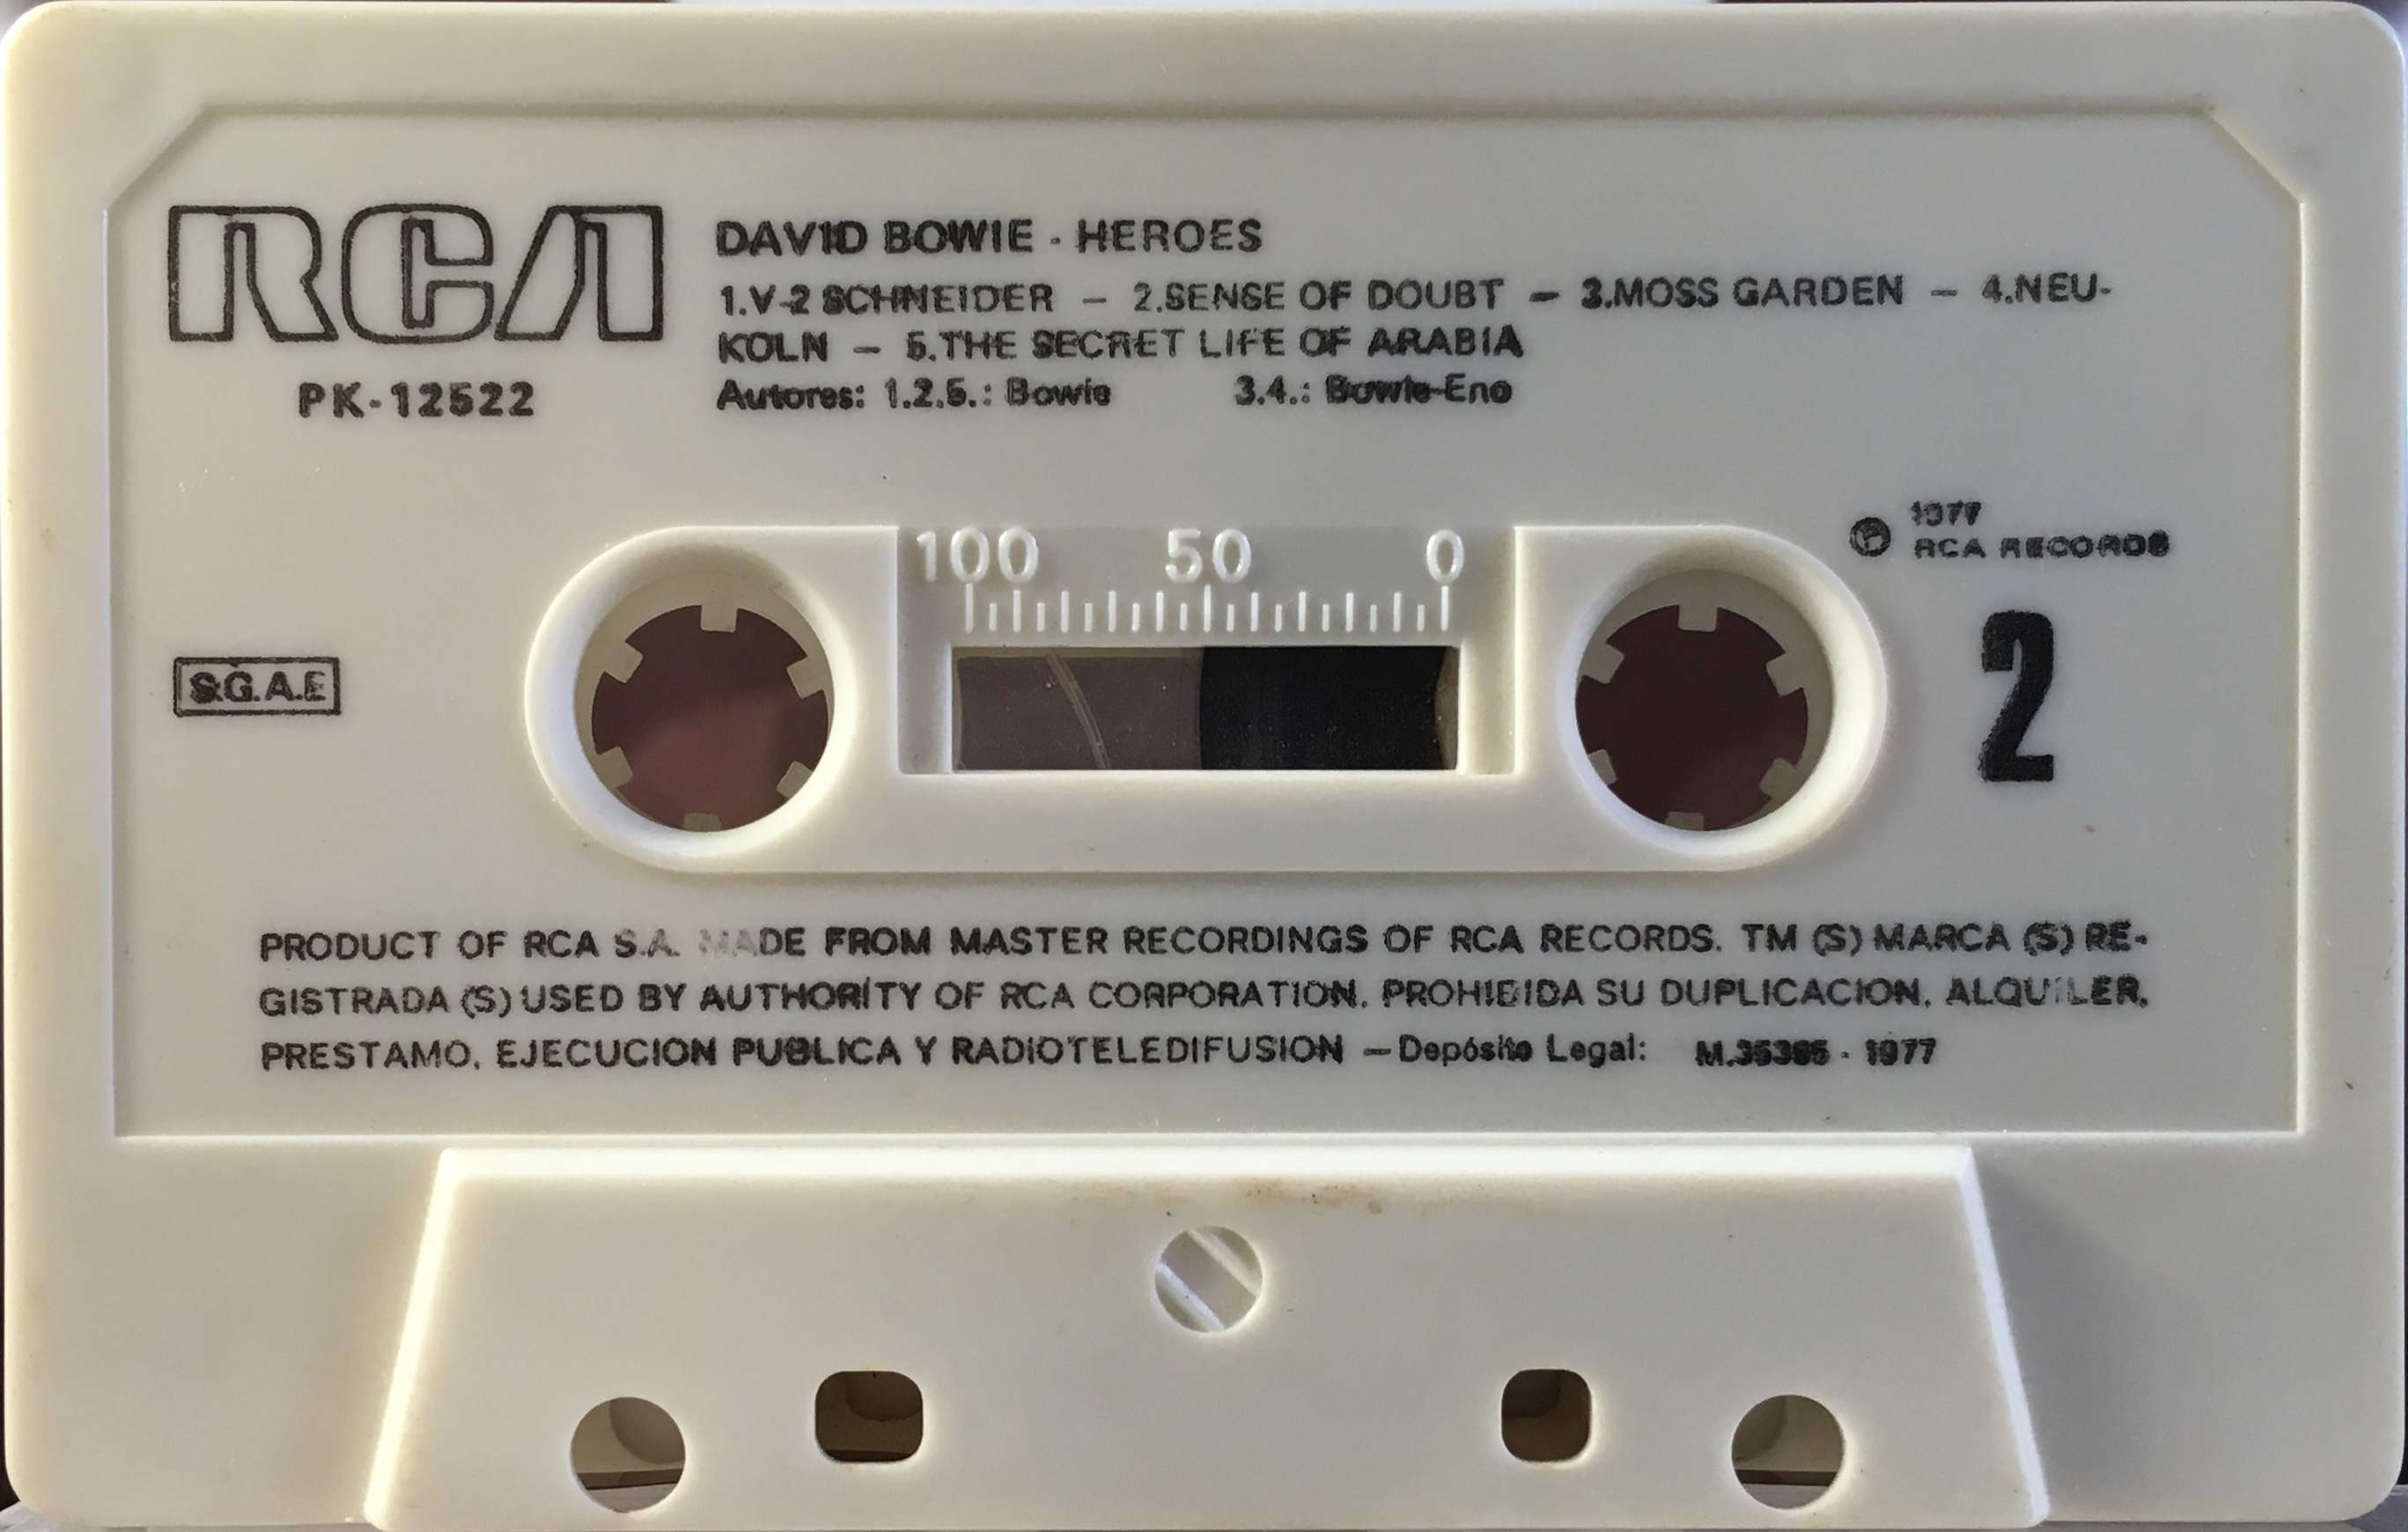 RCA
PK-12522
DAVID BOWIE - HEROES
1.V-2 SCHNEIDER — 2.SENSE OF DOUBT — 3.MOSS GARDEN — 4.NEU-
KOLN — 5.THE SECRET LIFE OF ARABIA
Autores: 1.2.5.: Bowie 3.4.: Bowie-Eno
100 50 0
Ⓟ 1977
RCA RECORDS
S.G.A.E
2
PRODUCT OF RCA S.A. MADE FROM MASTER RECORDINGS OF RCA RECORDS. TM (S) MARCA (S) RE-
GISTRADA (S) USED BY AUTHORITY OF RCA CORPORATION. PROHIBIDA SU DUPLICACION, ALQUILER,
PRESTAMO, EJECUCION PUBLICA Y RADIOTELEDIFUSION — Depósito Legal: - 1977